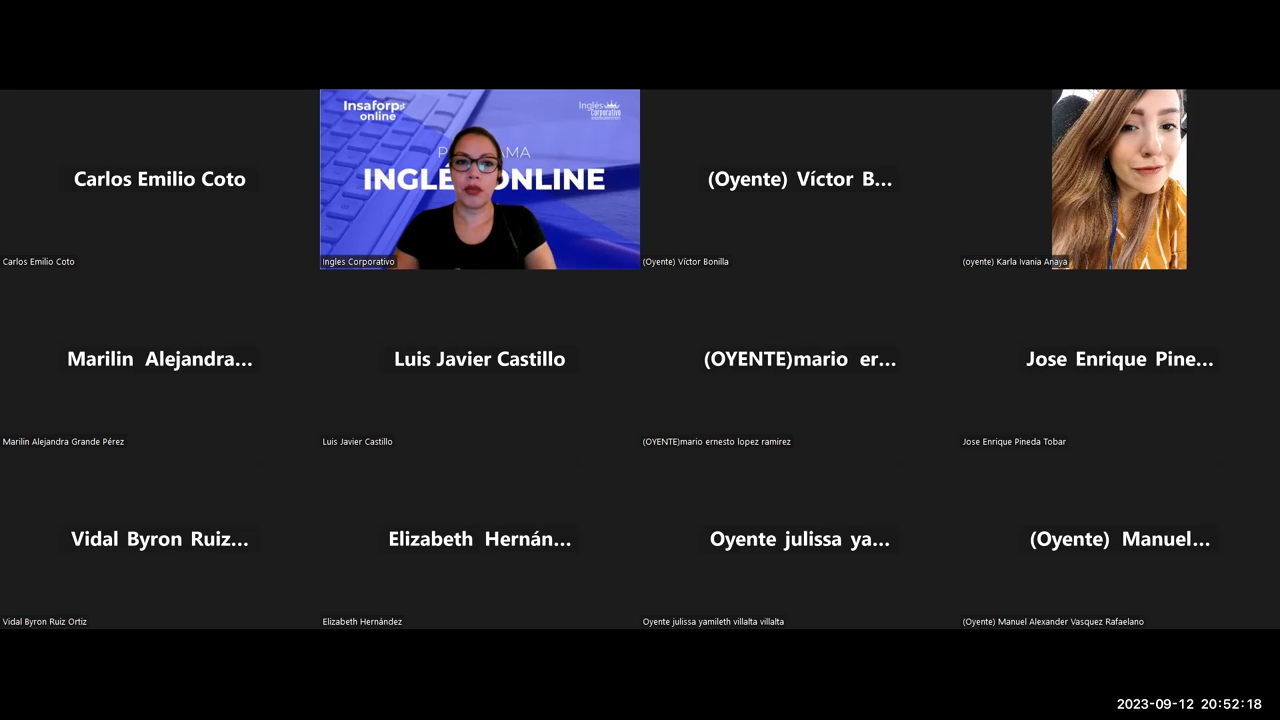 Carlos Emilio Coto
Carlos Emilio Coto
Insaforp
online
Inglés
Corporativo
P AMA
INGLÉ ONLINE
Ingles Corporativo
(Oyente) Víctor B...
(Oyente) Víctor Bonilla
(oyente) Karla Ivania Anaya
Marilin Alejandra...
Marilin Alejandra Grande Pérez
Luis Javier Castillo
Luis Javier Castillo
(OYENTE)mario er...
(OYENTE)mario ernesto lopez ramirez
Jose Enrique Pine...
Jose Enrique Pineda Tobar
Vidal Byron Ruiz...
Vidal Byron Ruiz Ortiz
Elizabeth Hernán...
Elizabeth Hernández
Oyente julissa ya...
Oyente julissa yamileth villalta villalta
(Oyente) Manuel...
(Oyente) Manuel Alexander Vasquez Rafaelano
2023-09-12 20:52:18